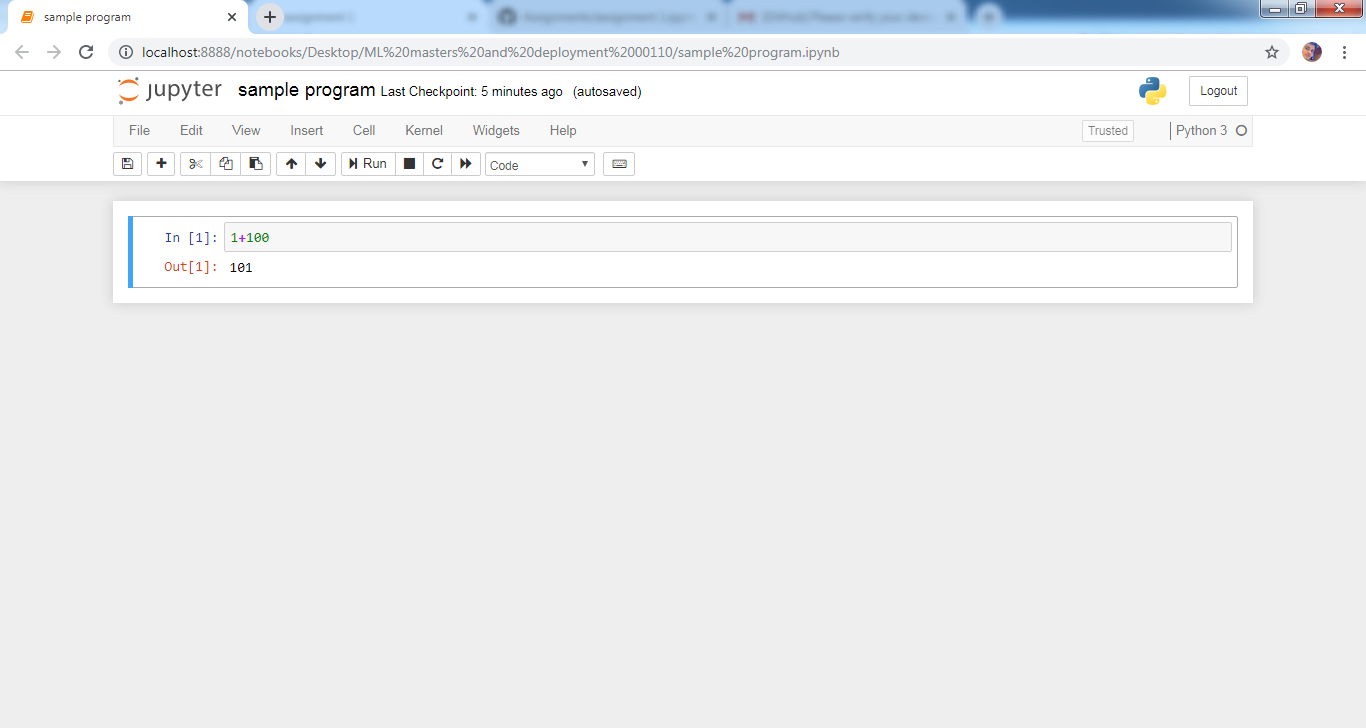 sample program
localhost:8888/notebooks/Desktop/ML%20masters%20and%20deployment%2000110/sample%20program.ipynb
jupyter sample program Last Checkpoint: 5 minutes ago (autosaved) Logout
File Edit View Insert Cell Kernel Widgets Help Trusted Python 3
Run Code
In [1]: 1+100
Out[1]: 101